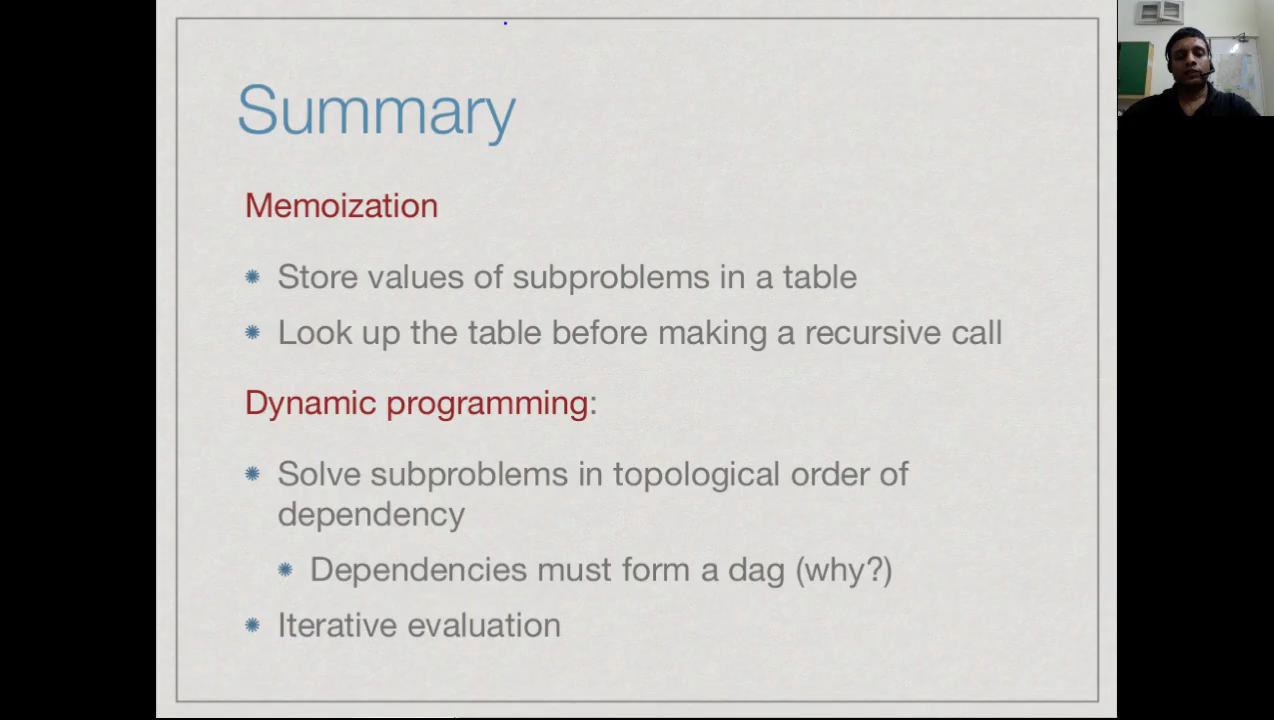 Summary
Memoization
Store values of subproblems in a table
Look up the table before making a recursive call
Dynamic programming:
Solve subproblems in topological order of
dependency
Dependencies must form a dag (why?)
Iterative evaluation